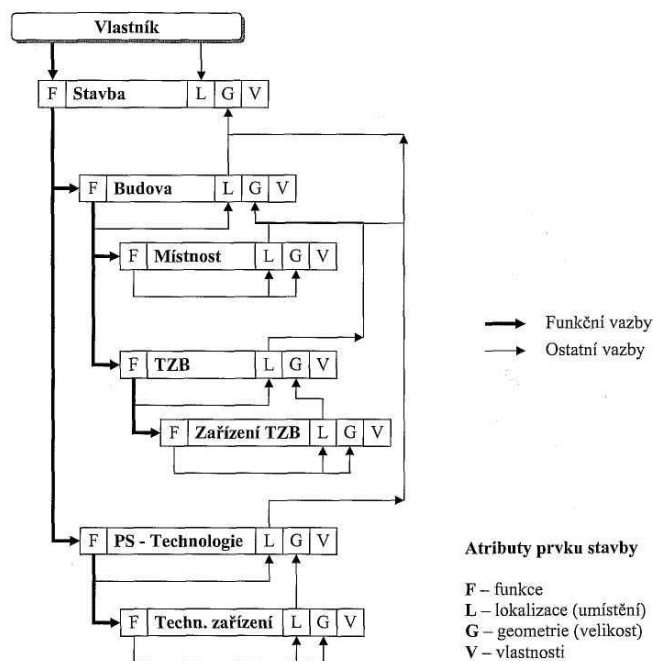 Vlastník
F Stavba L G V
F Budova L G V
F Místnost L G V
Funkční vazby
Ostatní vazby
F TZB L G V
F Zařízení TZB L G V
F PS - Technologie L G V
Atributy prvku stavby
F – funkce
F Techn. zařízení L G V
L – lokalizace (umístění)
G – geometrie (velikost)
V – vlastnosti